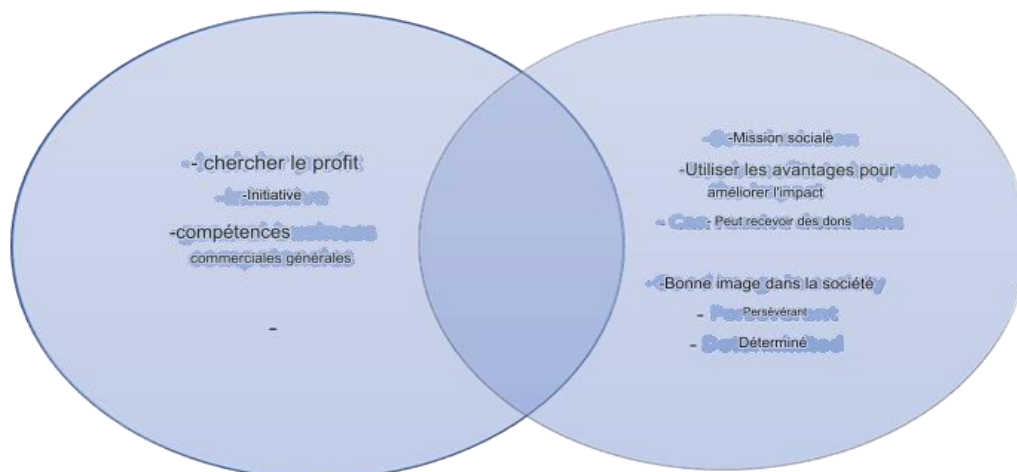 - chercher le profit
-Initiative
-compétences
commerciales générales
-
-Mission sociale
-Utiliser les avantages pour
améliorer l'impact
- Peut recevoir des dons
-Bonne image dans la société
- Persévérant
- Déterminé